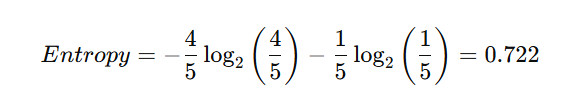 Entropy = − 4/5 log₂ (4/5) − 1/5 log₂ (1/5) = 0.722